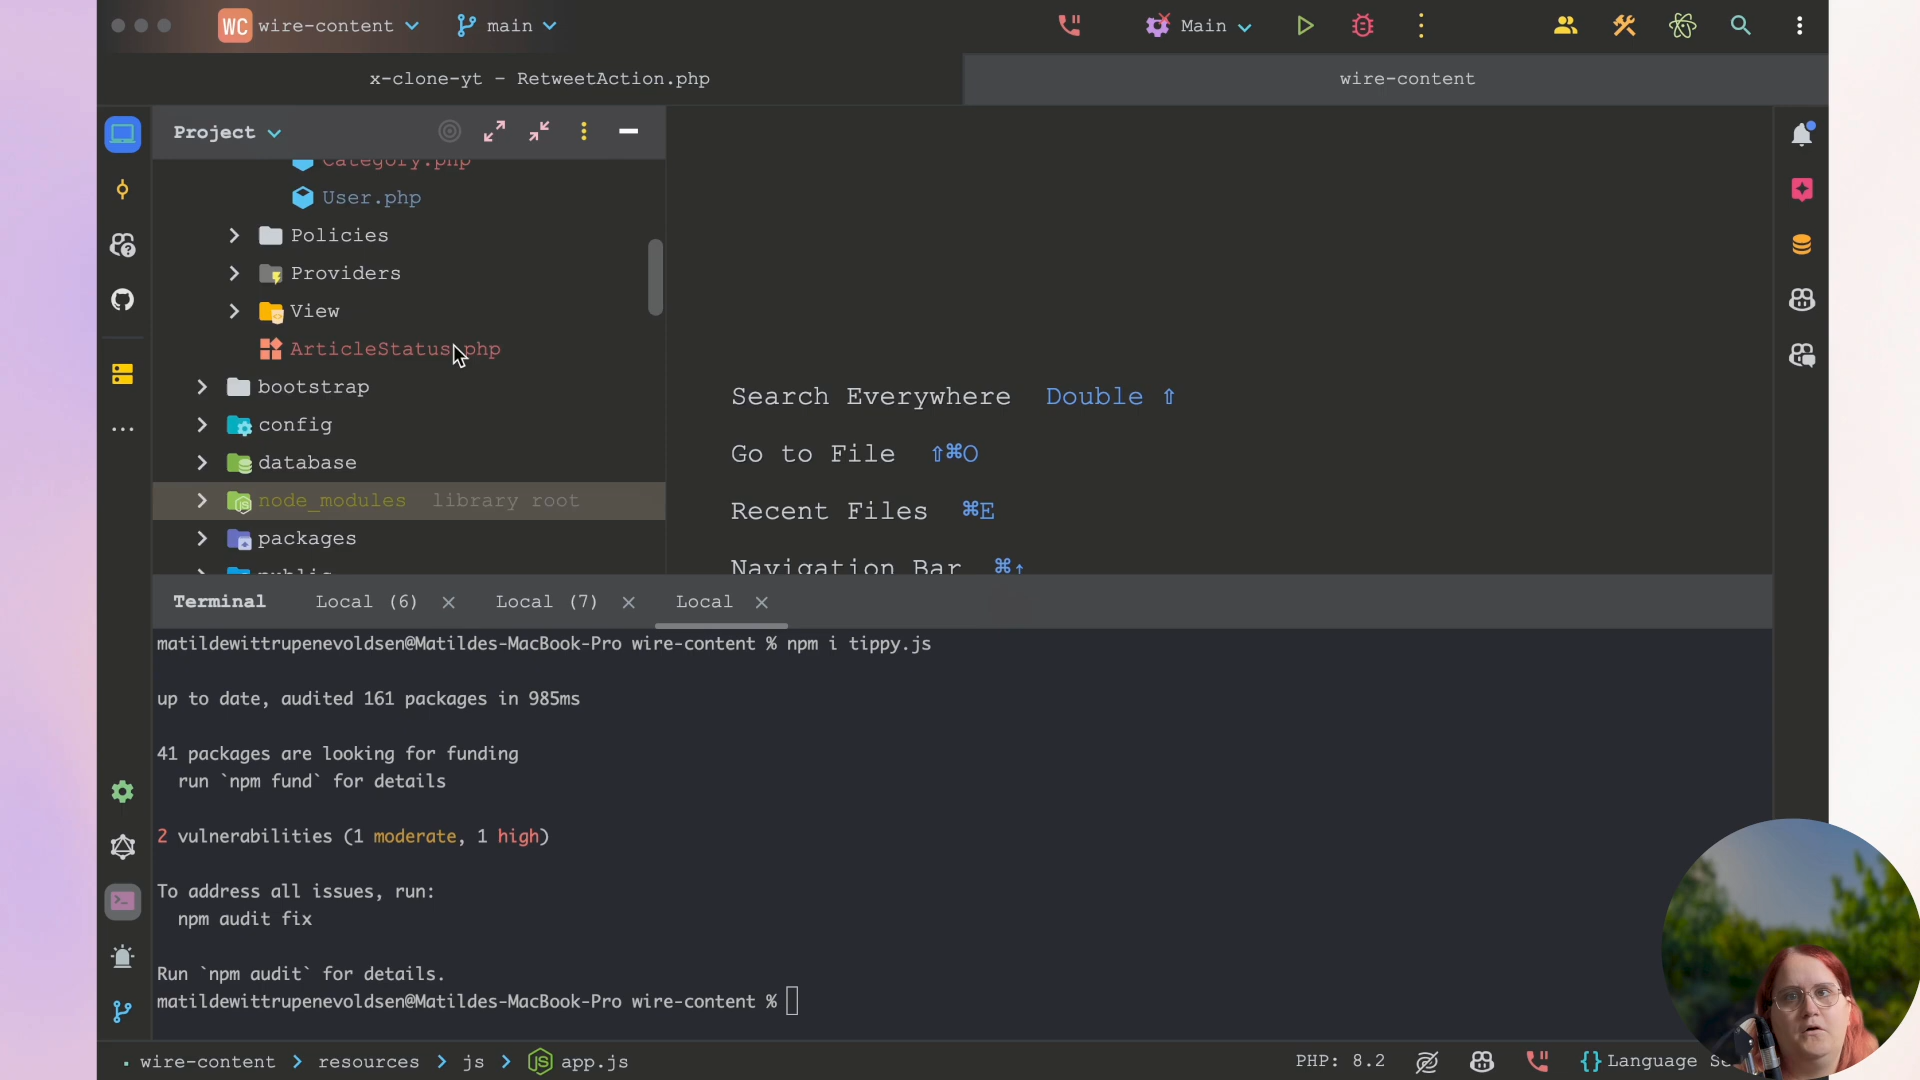 WC wire-content main Main
x-clone-yt – RetweetAction.php wire-content
Project
Category.php
User.php
Policies
Providers
View
ArticleStatus.php
bootstrap
config
database
node_modules library root
packages
public
Search Everywhere Double ⇧
Go to File ⇧⌘O
Recent Files ⌘E
Navigation Bar ⌘↑
Terminal Local (6) × Local (7) × Local ×
matildewittrupenevoldsen@Matildes-MacBook-Pro wire-content % npm i tippy.js
up to date, audited 161 packages in 985ms
41 packages are looking for funding
run `npm fund` for details
2 vulnerabilities (1 moderate, 1 high)
To address all issues, run:
npm audit fix
Run `npm audit` for details.
matildewittrupenevoldsen@Matildes-MacBook-Pro wire-content %
wire-content > resources > js > JS app.js PHP: 8.2 {} Language